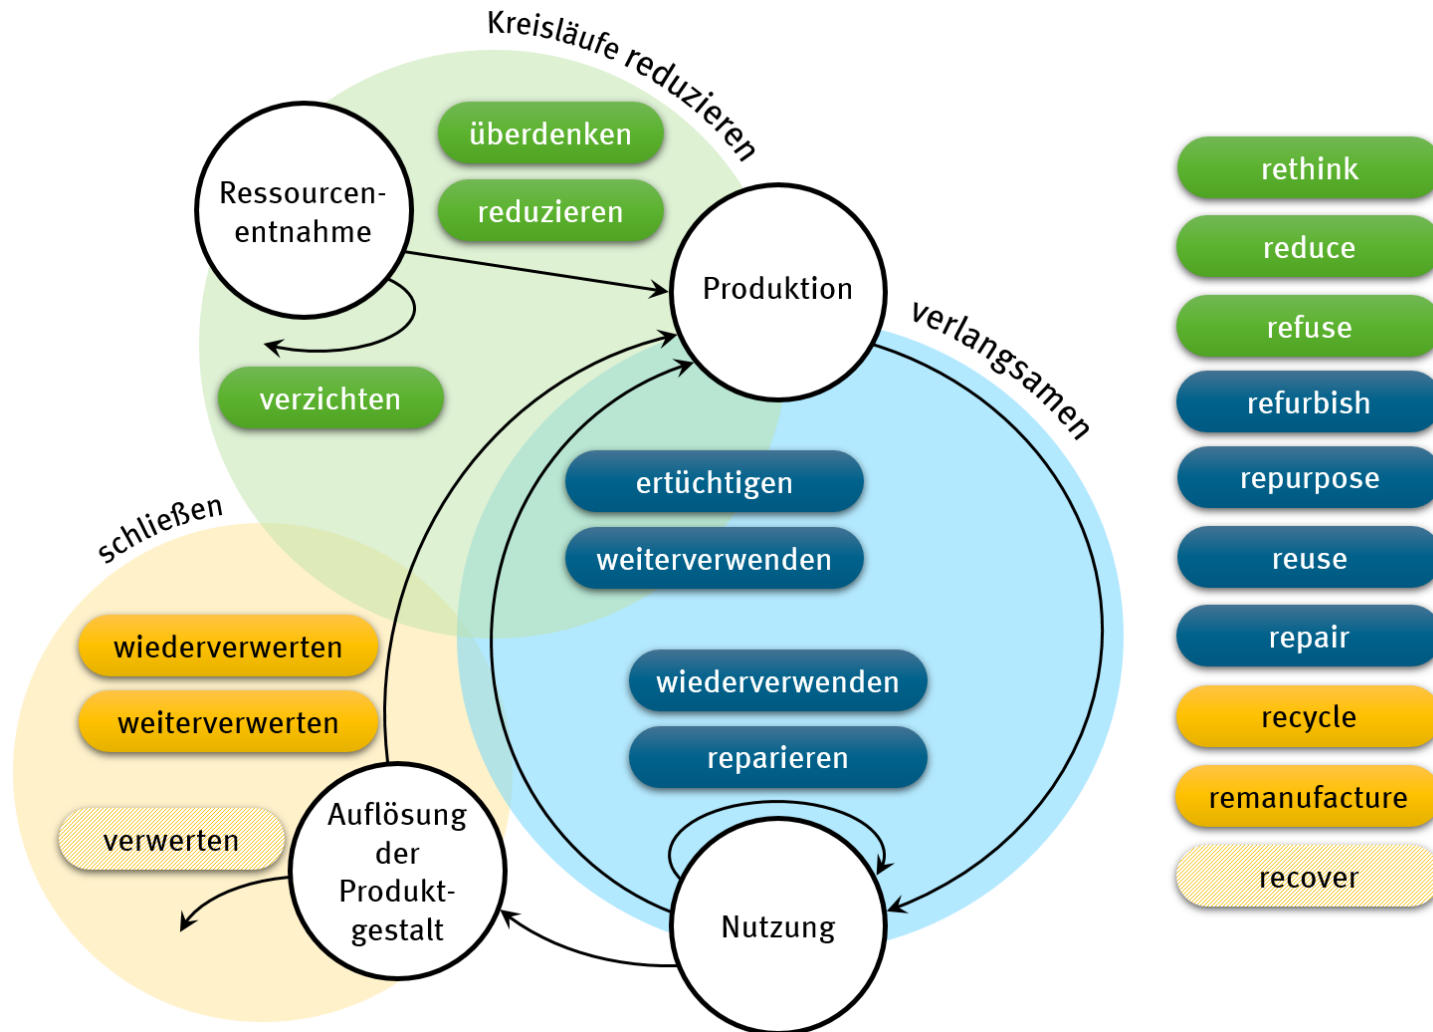 Kreisläufe reduzieren
überdenken
reduzieren
Ressourcen-
entnahme
Produktion
verzichten
verlangsamen
ertüchtigen
weiterverwenden
schließen
wiederverwerten
weiterverwerten
wiederverwenden
reparieren
verwerten
Auflösung
der
Produkt-
gestalt
Nutzung
rethink
reduce
refuse
refurbish
repurpose
reuse
repair
recycle
remanufacture
recover